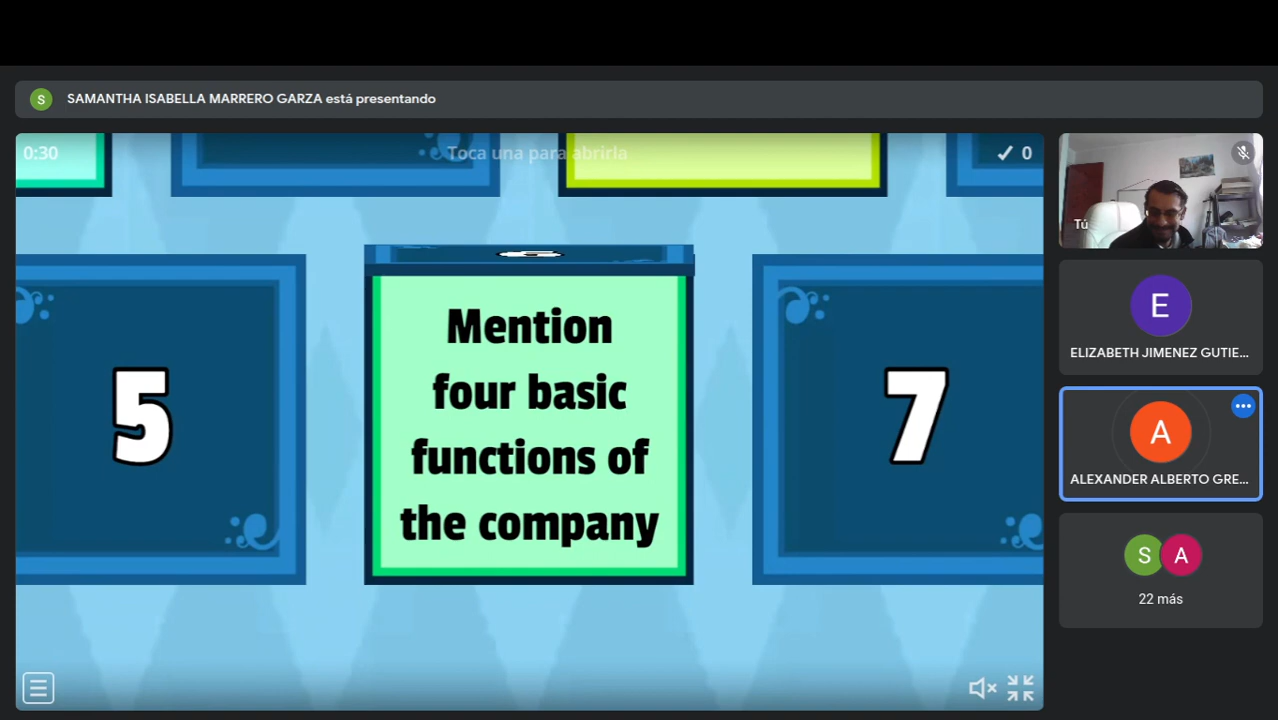 SAMANTHA ISABELLA MARRERO GARZA está presentando
S
0:30
Toca una para abrirla
✓ 0
5
Mention
four basic
functions of
the company
7
Tú
E
ELIZABETH JIMENEZ GUTIE...
A
ALEXANDER ALBERTO GRE...
S A
22 más